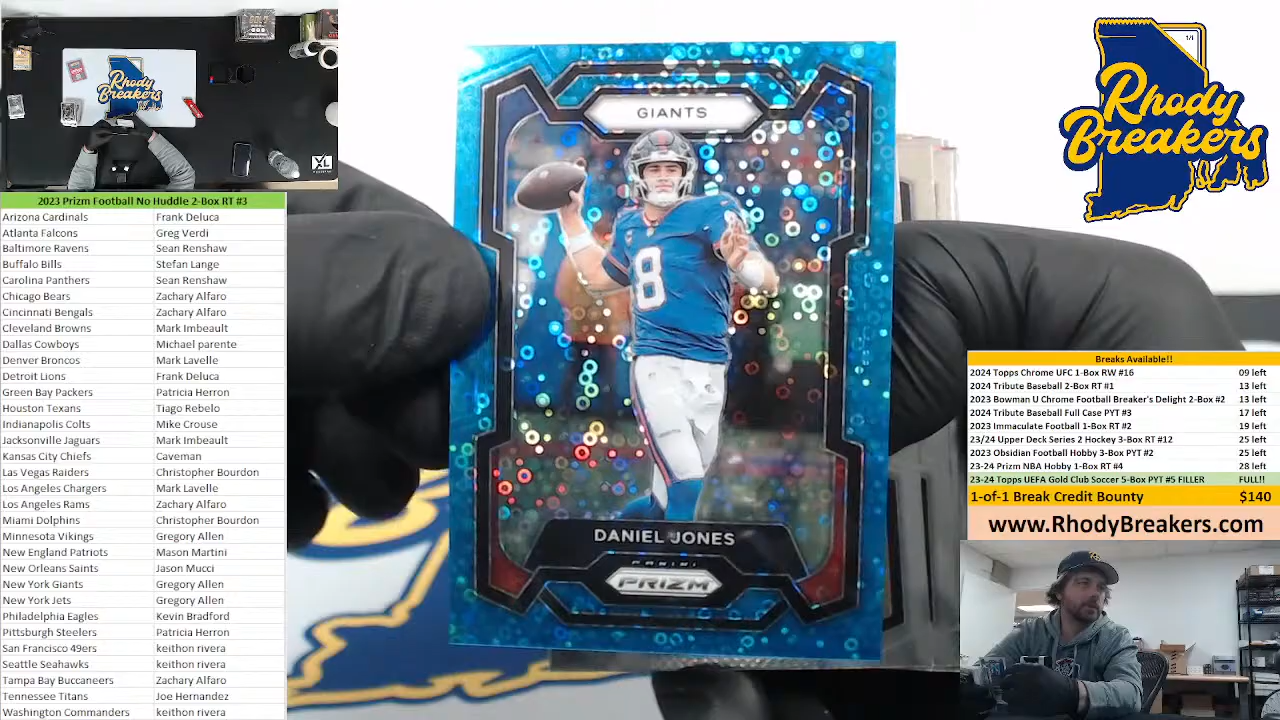 2023 Prizm Football No Huddle 2-Box RT #3
Arizona Cardinals Frank Deluca
Atlanta Falcons Greg Verdi
Baltimore Ravens Sean Renshaw
Buffalo Bills Stefan Lange
Carolina Panthers Sean Renshaw
Chicago Bears Zachary Alfaro
Cincinnati Bengals Zachary Alfaro
Cleveland Browns Mark Imbeault
Dallas Cowboys Michael parente
Denver Broncos Mark Lavelle
Detroit Lions Frank Deluca
Green Bay Packers Patricia Herron
Houston Texans Tiago Rebelo
Indianapolis Colts Mike Crouse
Jacksonville Jaguars Mark Imbeault
Kansas City Chiefs Caveman
Las Vegas Raiders Christopher Bourdon
Los Angeles Chargers Mark Lavelle
Los Angeles Rams Zachary Alfaro
Miami Dolphins Christopher Bourdon
Minnesota Vikings Gregory Allen
New England Patriots Mason Martini
New Orleans Saints Jason Mucci
New York Giants Gregory Allen
New York Jets Gregory Allen
Philadelphia Eagles Kevin Bradford
Pittsburgh Steelers Patricia Herron
San Francisco 49ers keithon rivera
Seattle Seahawks keithon rivera
Tampa Bay Buccaneers Zachary Alfaro
Tennessee Titans Joe Hernandez
Washington Commanders keithon rivera
Rhody
Breakers
XL
GIANTS
8
DANIEL JONES
PANINI
PRIZM
1/1
Rhody
Breakers
Breaks Available!!
2024 Topps Chrome UFC 1-Box RW #16 09 left
2024 Tribute Baseball 2-Box RT #1 13 left
2023 Bowman U Chrome Football Breaker's Delight 2-Box #2 13 left
2024 Tribute Baseball Full Case PYT #3 17 left
2023 Immaculate Football 1-Box RT #2 19 left
23/24 Upper Deck Series 2 Hockey 3-Box RT #12 25 left
2023 Obsidian Football Hobby 3-Box PYT #2 25 left
23-24 Prizm NBA Hobby 1-Box RT #4 28 left
23-24 Topps UEFA Gold Club Soccer 5-Box PYT #5 FILLER FULL!!
1-of-1 Break Credit Bounty $140
www.RhodyBreakers.com